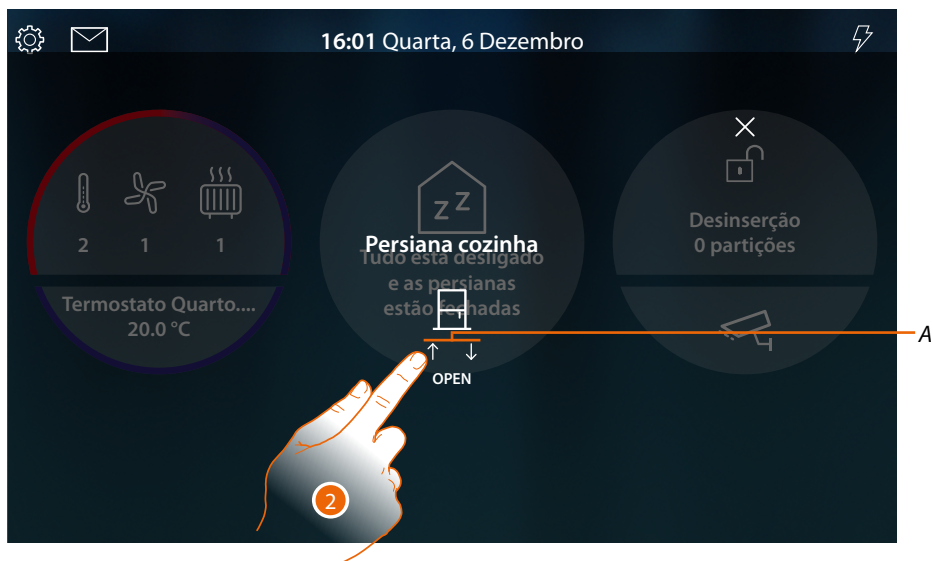 16:01 Quarta, 6 Dezembro
2 1 1
Termostato Quarto....
20.0 °C
zZ
Persiana cozinha
Tudo está desligado
e as persianas
estão fechadas
OPEN
Desinserção
0 partições
A
2